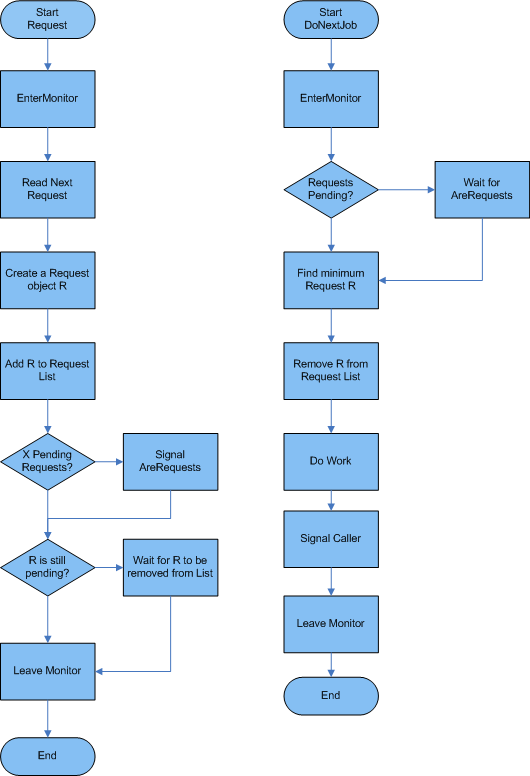 Start
Request
EnterMonitor
Read Next
Request
Create a Request
object R
Add R to Request
List
X Pending
Requests?
Signal
AreRequests
R is still
pending?
Wait for R to be
removed from List
Leave Monitor
End
Start
DoNextJob
EnterMonitor
Requests
Pending?
Wait for
AreRequests
Find minimum
Request R
Remove R from
Request List
Do Work
Signal Caller
Leave Monitor
End